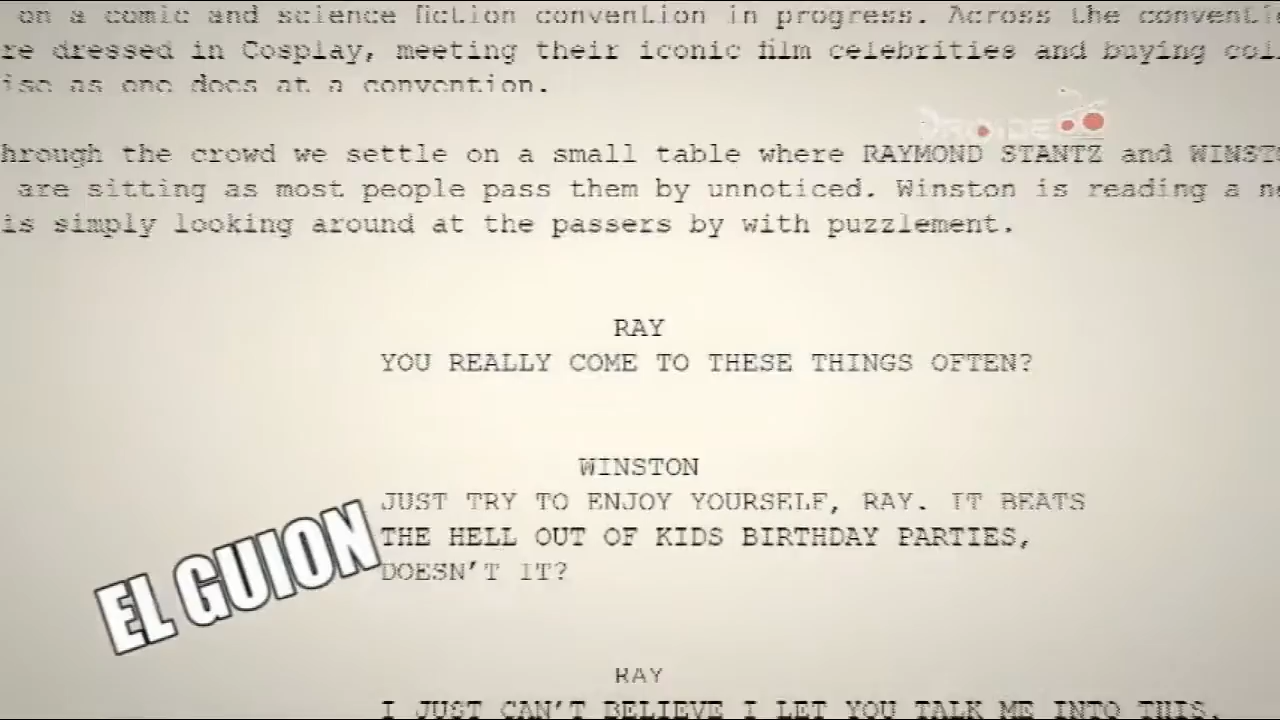 on a comic and science fiction convention in progress. Across the conventi
re dressed in Cosplay, meeting their iconic film celebrities and buying col
ise as one does at a convention.
DROIDE
hrough the crowd we settle on a small table where RAYMOND STANTZ and WINST
are sitting as most people pass them by unnoticed. Winston is reading a n
is simply looking around at the passers by with puzzlement.
RAY
YOU REALLY COME TO THESE THINGS OFTEN?
WINSTON
JUST TRY TO ENJOY YOURSELF, RAY. IT BEATS
THE HELL OUT OF KIDS BIRTHDAY PARTIES,
DOESN'T IT?
EL GUION
RAY
I JUST CAN'T BELIEVE I LET YOU TALK ME INTO THIS.